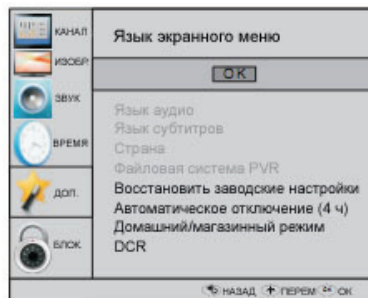 КАНАЛ
ИЗОБР.
ЗВУК
ВРЕМЯ
ДОП.
БЛОК.
Язык экранного меню
OK
Язык аудио
Язык субтитров
Страна
Файловая система PVR
Восстановить заводские настройки
Автоматическое отключение (4 ч)
Домашний/магазинный режим
DCR
НАЗАД ПЕРЕМ OK ОК